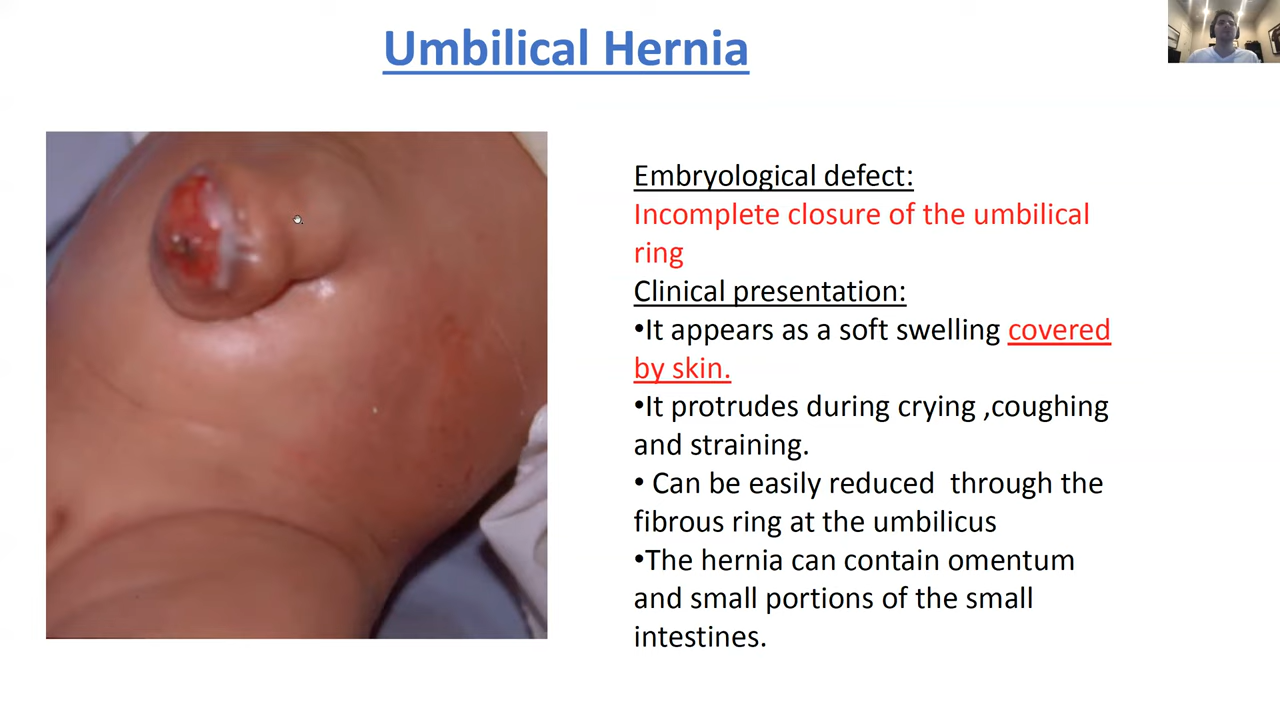 Umbilical Hernia
Embryological defect:
Incomplete closure of the umbilical
ring
Clinical presentation:
•It appears as a soft swelling covered
by skin.
•It protrudes during crying ,coughing
and straining.
• Can be easily reduced  through the
fibrous ring at the umbilicus
•The hernia can contain omentum
and small portions of the small
intestines.